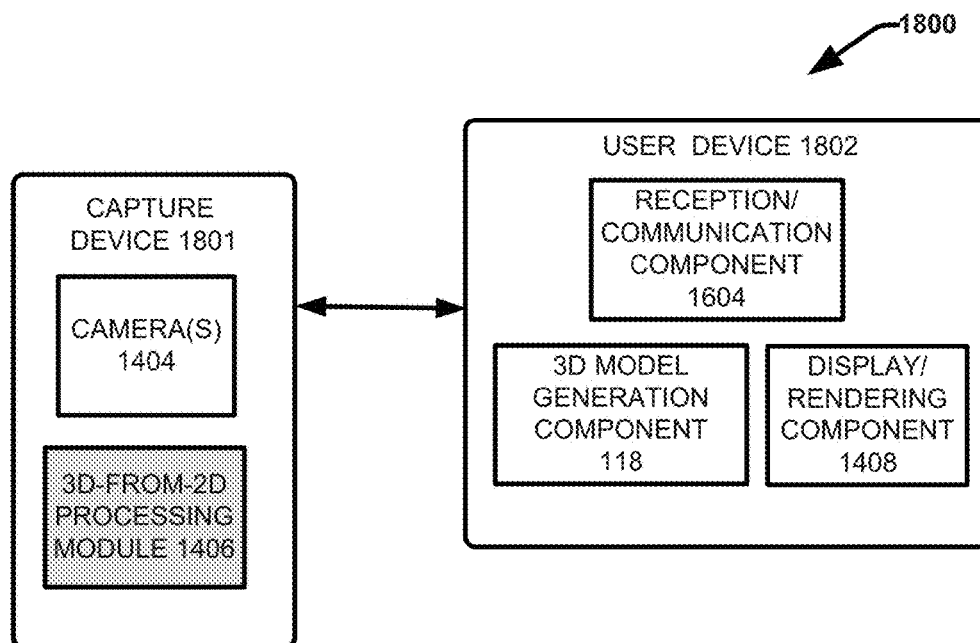 1800
USER DEVICE 1802
RECEPTION/
COMMUNICATION
COMPONENT
1604
CAPTURE
DEVICE 1801
CAMERA(S)
1404
3D-FROM-2D
PROCESSING
MODULE 1406
3D MODEL
GENERATION
COMPONENT
118
DISPLAY/
RENDERING
COMPONENT
1408